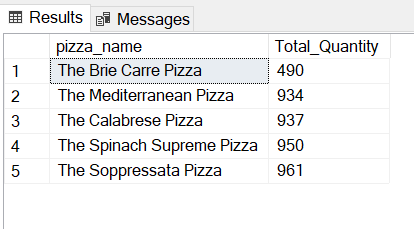 Results Messages
pizza_name Total_Quantity
1 The Brie Carre Pizza 490
2 The Mediterranean Pizza 934
3 The Calabrese Pizza 937
4 The Spinach Supreme Pizza 950
5 The Soppressata Pizza 961